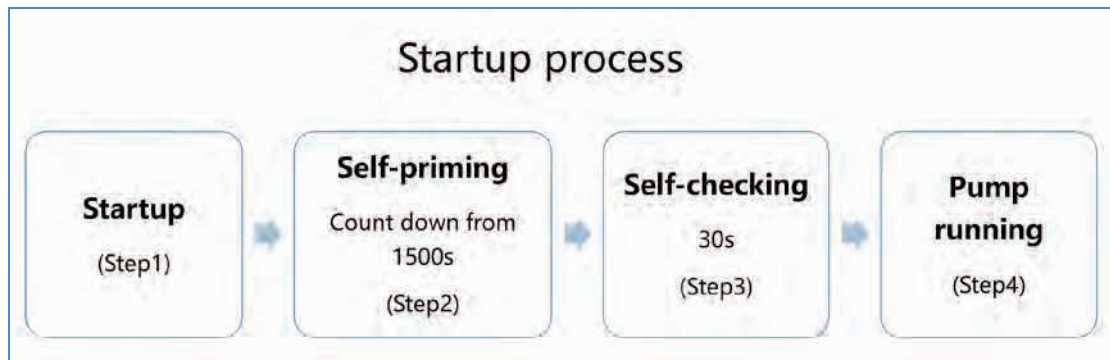 Startup process
Startup
(Step1)
Self-priming
Count down from
1500s
(Step2)
Self-checking
30s
(Step3)
Pump
running
(Step4)